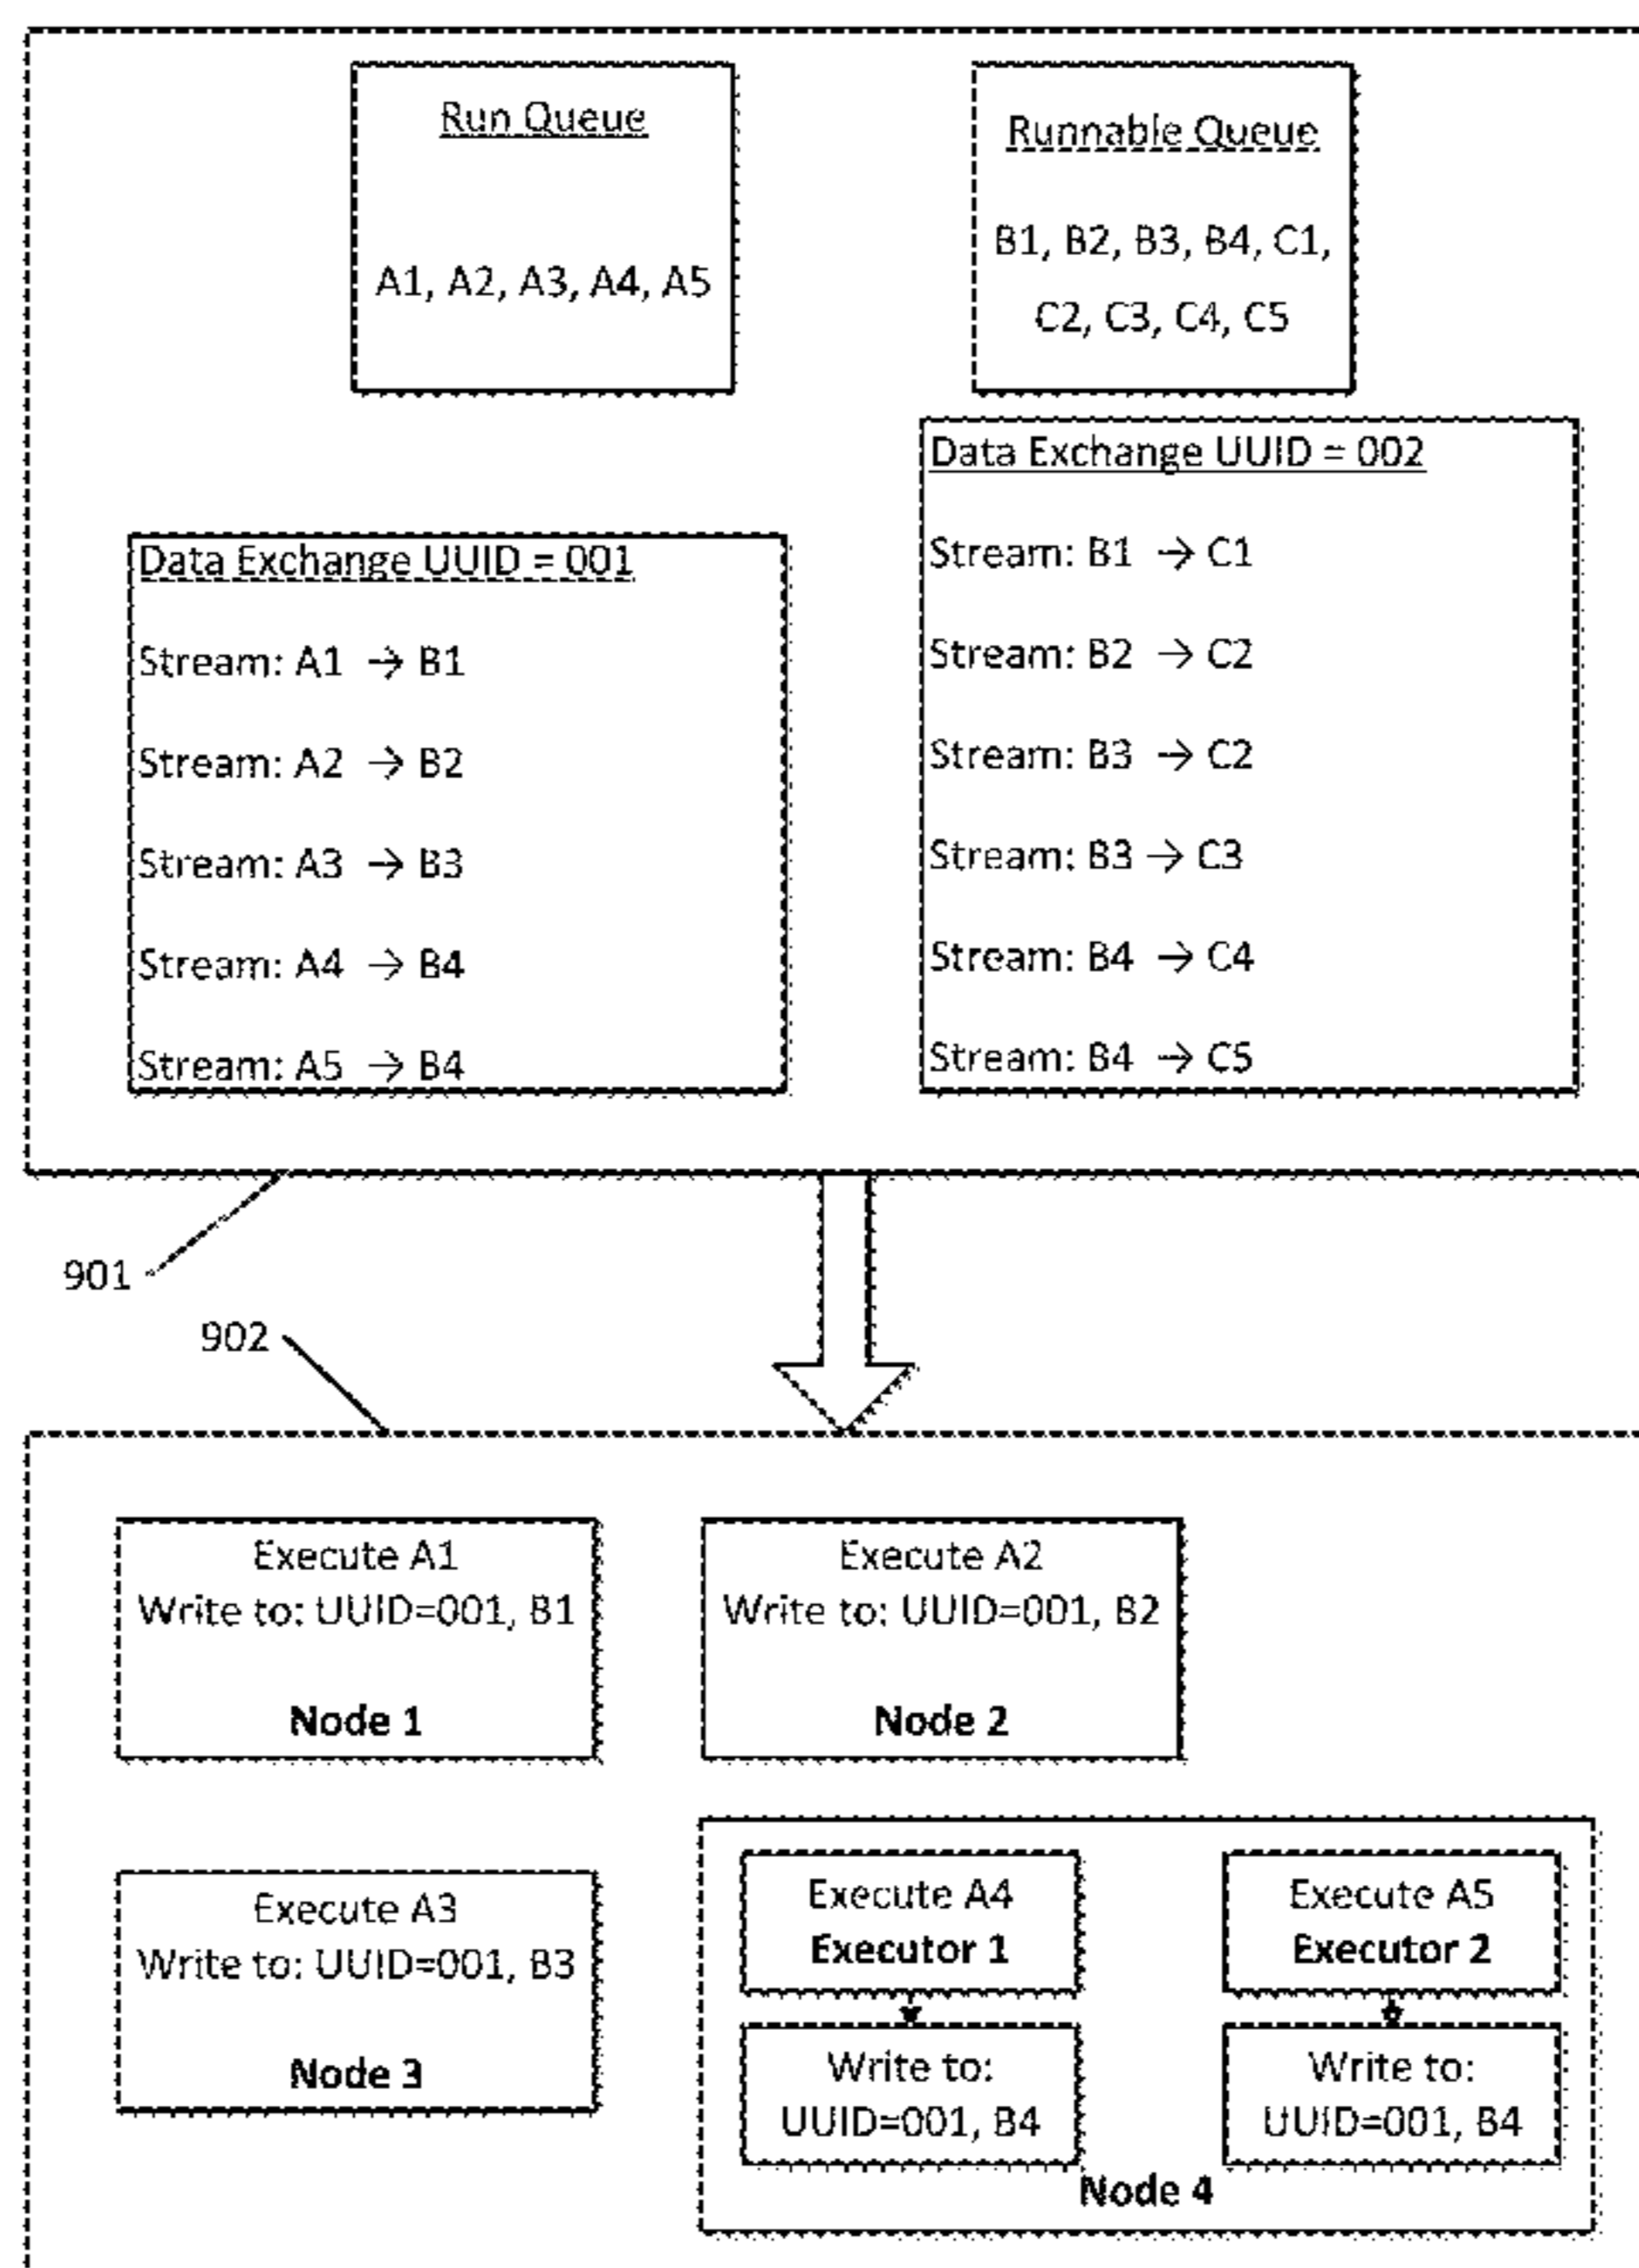 Run Queue
A1, A2, A3, A4, A5
Runnable Queue
B1, B2, B3, B4, C1,
C2, C3, C4, C5
Data Exchange UUID = 001
Stream: A1 → B1
Stream: A2 → B2
Stream: A3 → B3
Stream: A4 → B4
Stream: A5 → B4
Data Exchange UUID = 002
Stream: B1 → C1
Stream: B2 → C2
Stream: B3 → C2
Stream: B3 → C3
Stream: B4 → C4
Stream: B4 → C5
901
902
Execute A1
Write to: UUID=001, B1
Node 1
Execute A2
Write to: UUID=001, B2
Node 2
Execute A3
Write to: UUID=001, B3
Node 3
Execute A4
Executor 1
Write to:
UUID=001, B4
Execute A5
Executor 2
Write to:
UUID=001, B4
Node 4